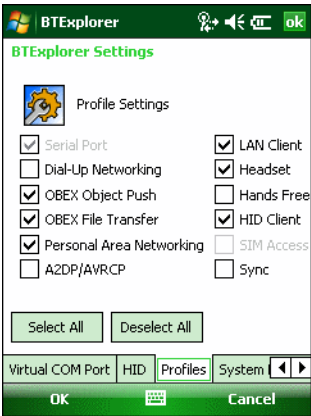 BTExplorer ok
BTExplorer Settings
Profile Settings
Serial Port LAN Client
Dial-Up Networking Headset
OBEX Object Push Hands Free
OBEX File Transfer HID Client
Personal Area Networking SIM Access
A2DP/AVRCP Sync
Select All Deselect All
Virtual COM Port HID Profiles System
OK Cancel